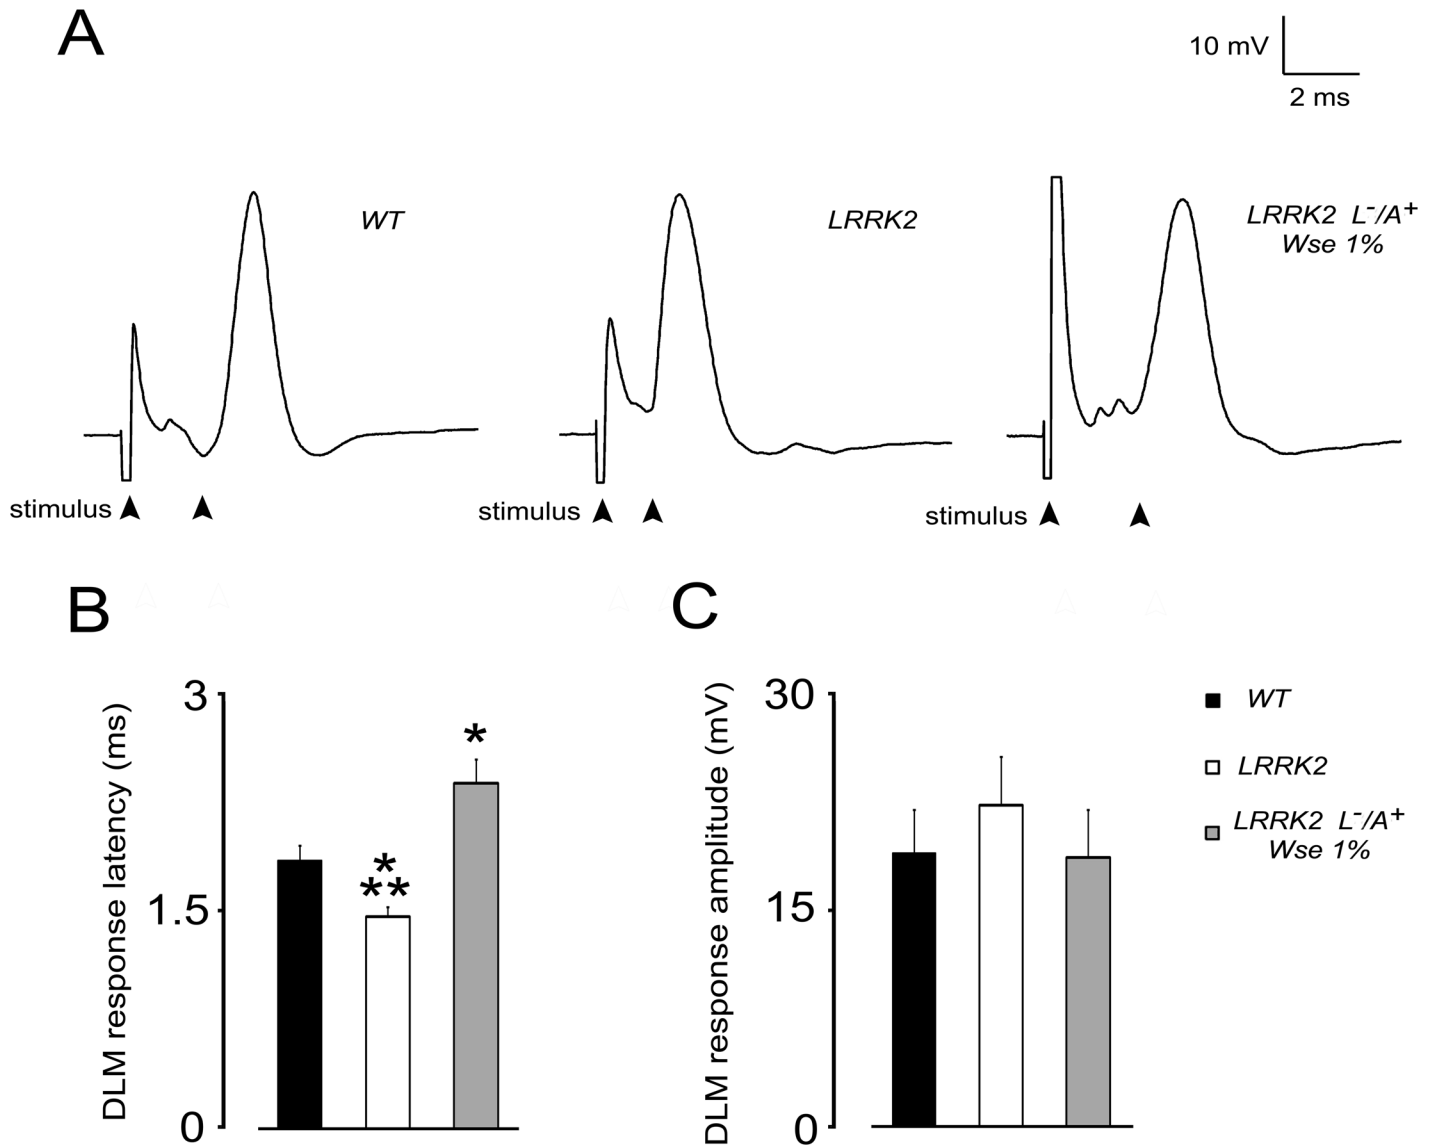 A
10 mV
2 ms
WT
LRRK2
LRRK2 L⁻/A⁺
Wse 1%
stimulus
stimulus
stimulus
B
C
DLM response latency (ms)
3
1.5
0
*
**
*
DLM response amplitude (mV)
30
15
0
WT
LRRK2
LRRK2 L⁻/A⁺
Wse 1%